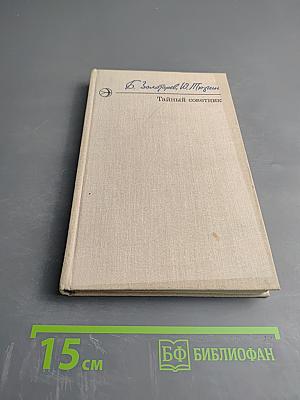 Б. Золотарев, Ю. Тюрин
Тайный советник
15 см
БФ БИБЛИОФАН